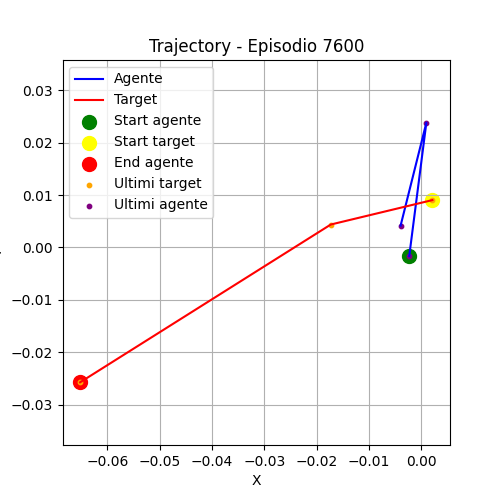 Trajectory - Episodio 7600
Agente
Target
Start agente
Start target
End agente
Ultimi target
Ultimi agente
0.03
0.02
0.01
0.00
−0.01
−0.02
−0.03
−0.06
−0.05
−0.04
−0.03
−0.02
−0.01
0.00
X